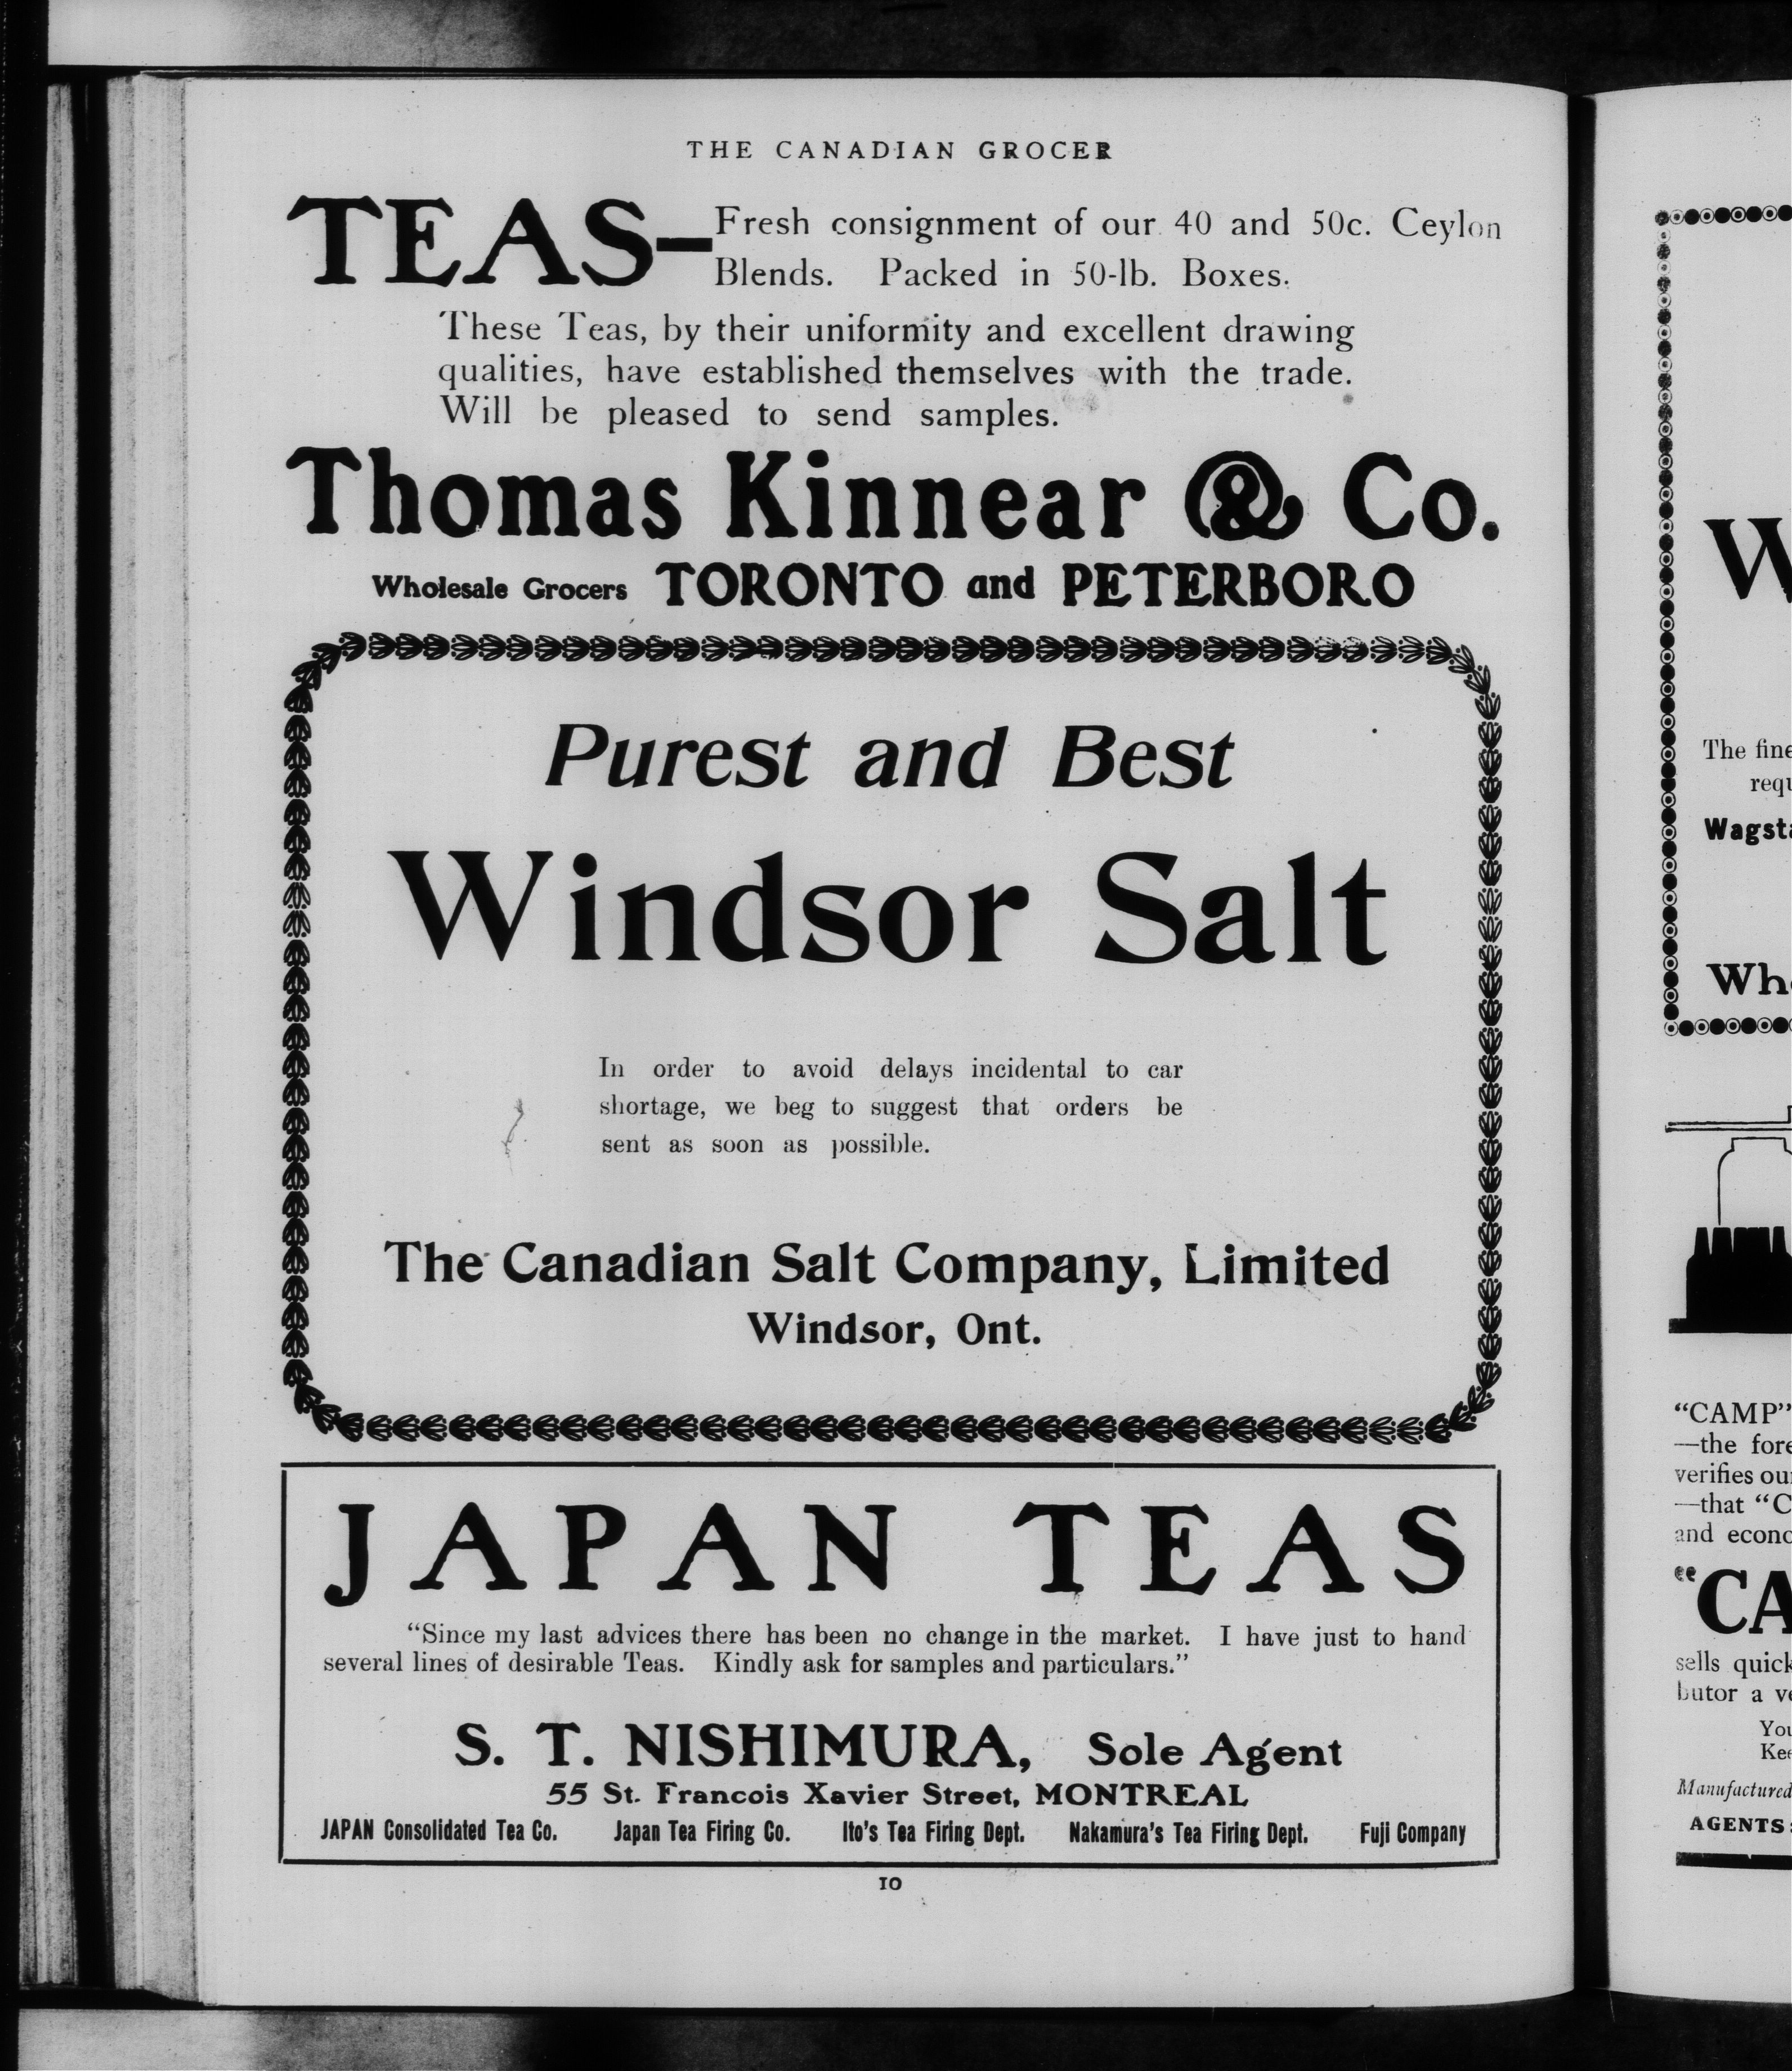 THE CANADIAN GROCER
TEAS—Fresh consignment of our 40 and 50c. Ceylon
Blends. Packed in 50-lb. Boxes.
These Teas, by their uniformity and excellent drawing
qualities, have established themselves with the trade.
Will be pleased to send samples.
Thomas Kinnear & Co.
Wholesale Grocers TORONTO and PETERBORO
Purest and Best
Windsor Salt
In order to avoid delays incidental to car
shortage, we beg to suggest that orders be
sent as soon as possible.
The Canadian Salt Company, Limited
Windsor, Ont.
JAPAN TEAS
“Since my last advices there has been no change in the market. I have just to hand
several lines of desirable Teas. Kindly ask for samples and particulars.”
S. T. NISHIMURA, Sole Agent
55 St. Francois Xavier Street, MONTREAL
JAPAN Consolidated Tea Co. Japan Tea Firing Co. Ito's Tea Firing Dept. Nakamura's Tea Firing Dept. Fuji Company
10
W
The fine
requ
Wagsta
Who
“CAMP”
—the fore
verifies ou
—that “C
and econo
“CA
sells quick
butor a ve
You
Kee
Manufactured
AGENTS: